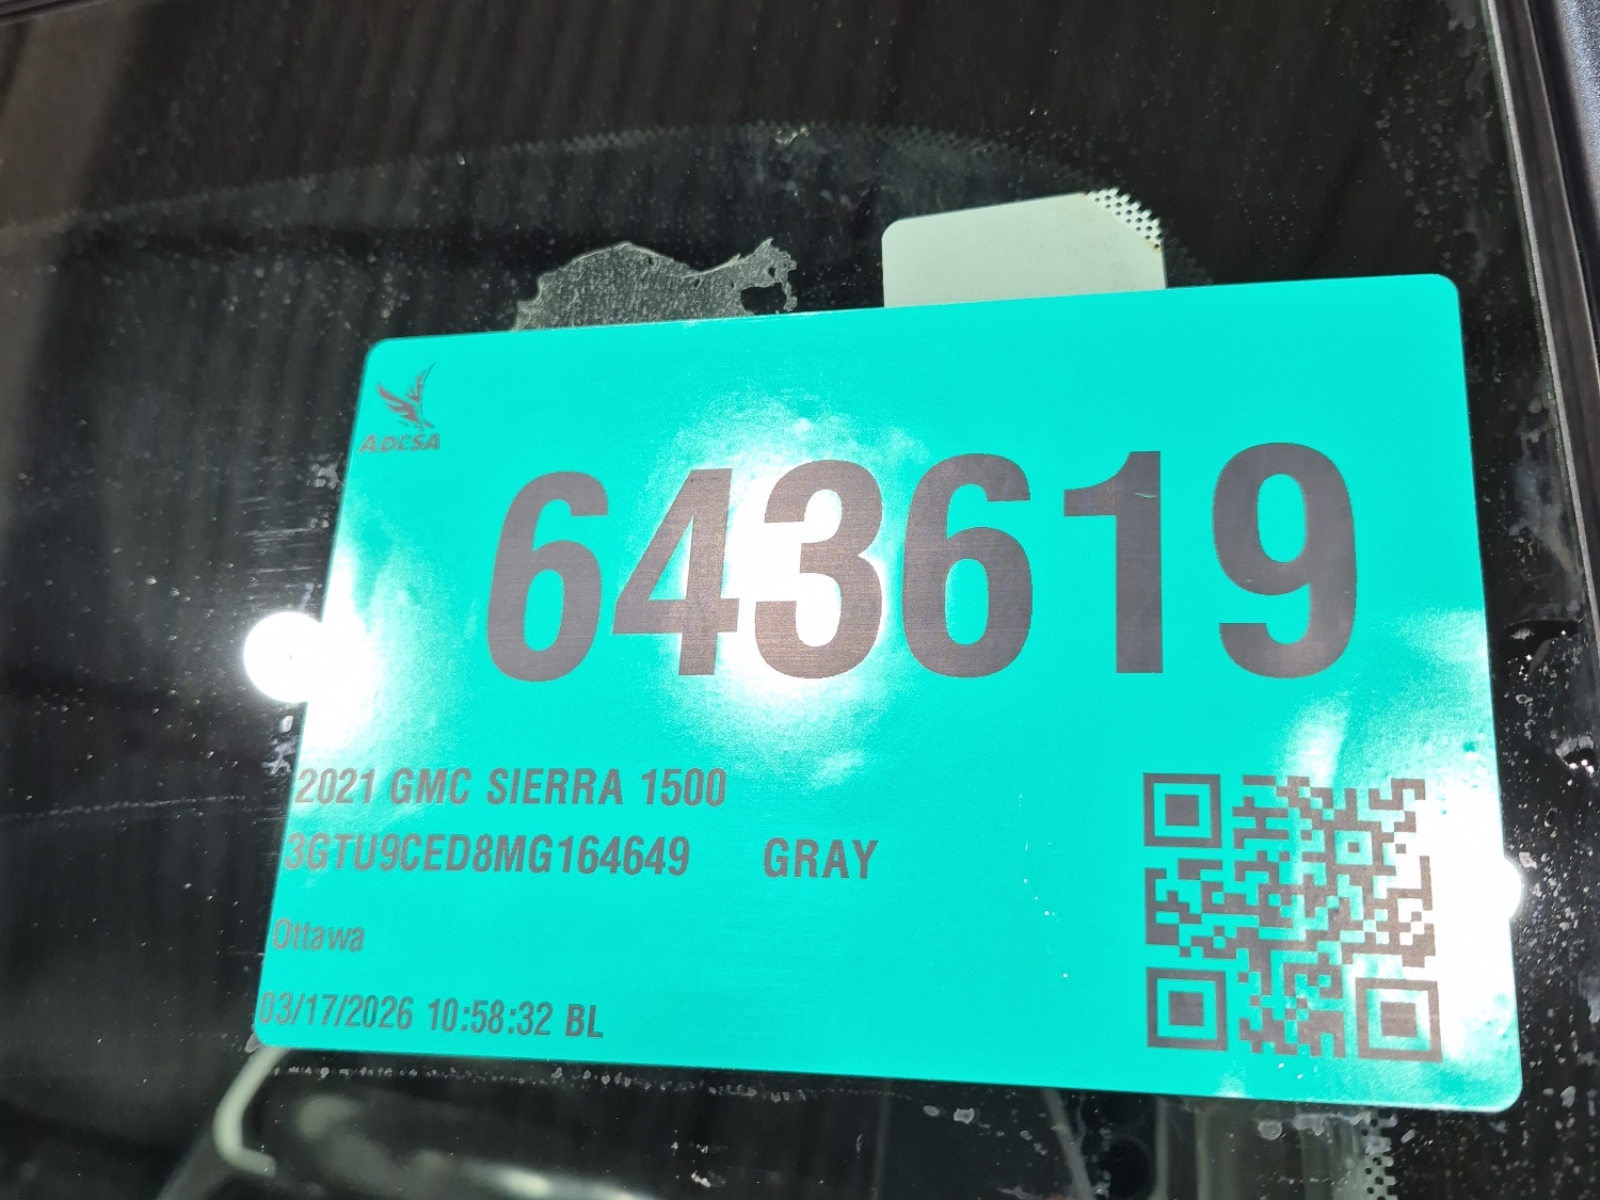 ADESA
643619
2021 GMC SIERRA 1500
3GTU9CED8MG164649 GRAY
Ottawa
03/17/2026 10:58:32 BL